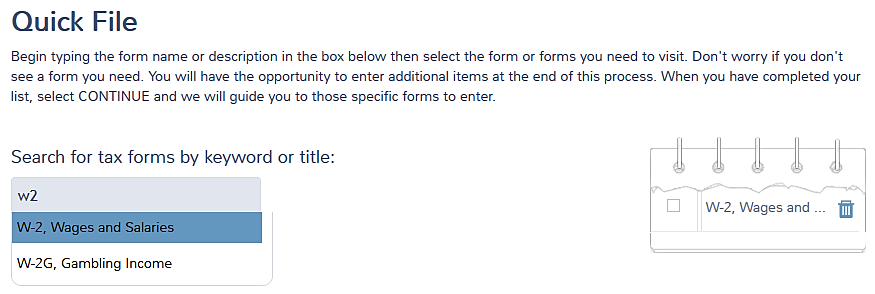 Quick File
Begin typing the form name or description in the box below then select the form or forms you need to visit. Don't worry if you don't
see a form you need. You will have the opportunity to enter additional items at the end of this process. When you have completed your
list, select CONTINUE and we will guide you to those specific forms to enter.
Search for tax forms by keyword or title:
w2
W-2, Wages and Salaries
W-2G, Gambling Income
W-2, Wages and ...